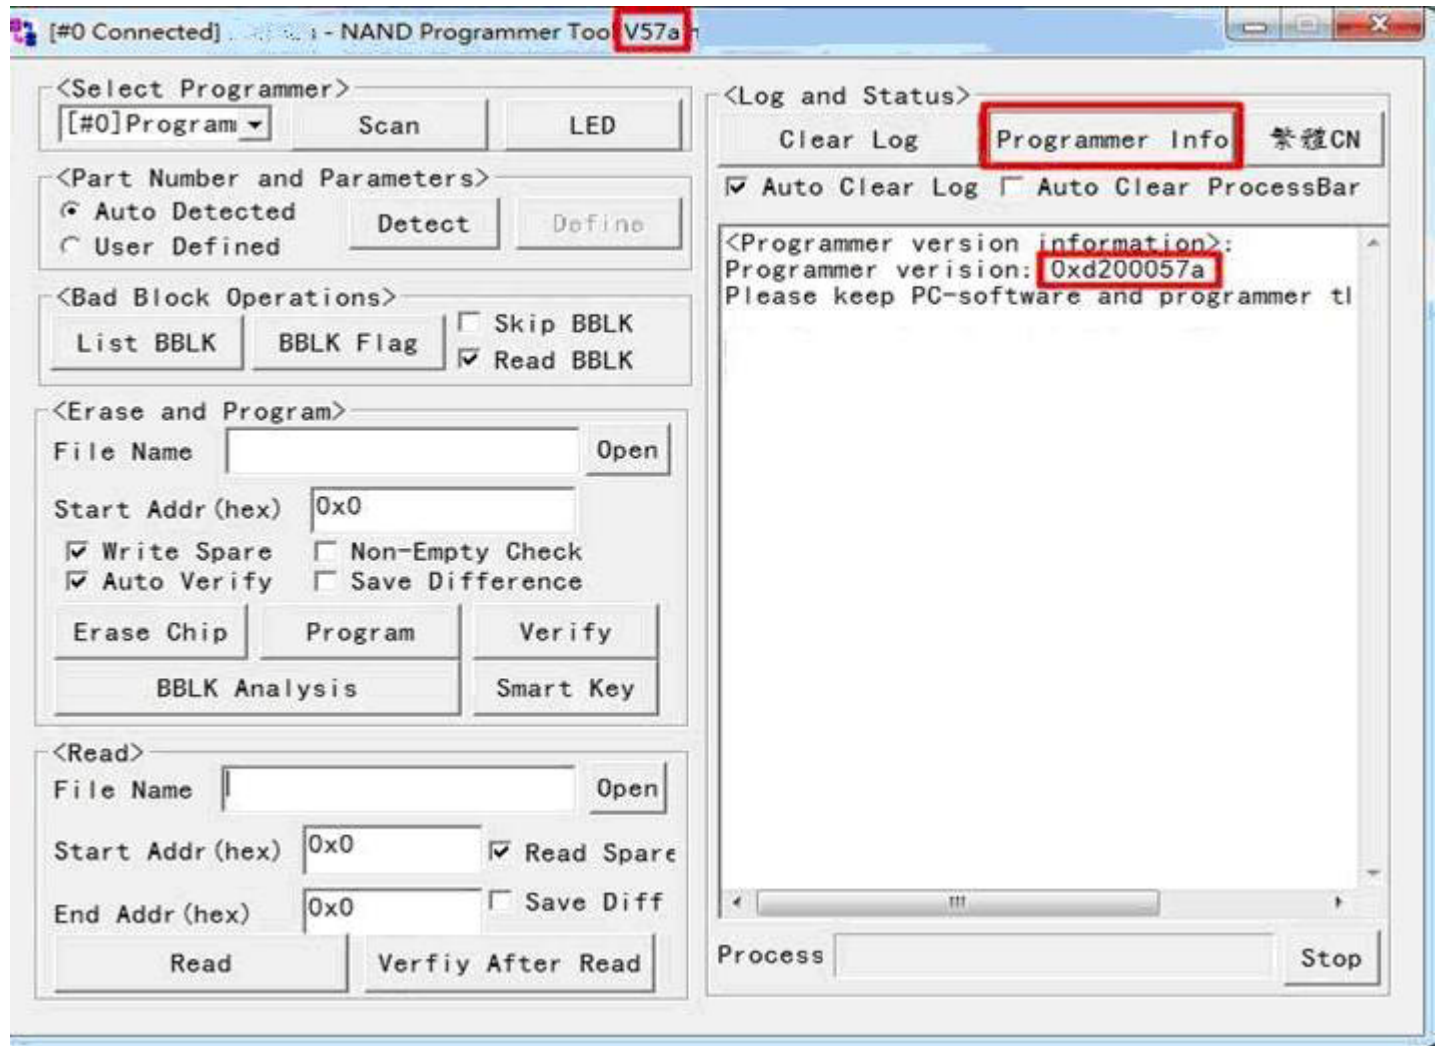 [#0 Connected] - NAND Programmer Tool V57a
<Select Programmer>
[#0]Program
Scan
LED
<Part Number and Parameters>
Auto Detected
User Defined
Detect
Define
<Bad Block Operations>
List BBLK
BBLK Flag
Skip BBLK
Read BBLK
<Erase and Program>
File Name
Open
Start Addr(hex) 0x0
Write Spare
Non-Empty Check
Auto Verify
Save Difference
Erase Chip
Program
Verify
BBLK Analysis
Smart Key
<Read>
File Name
Open
Start Addr(hex) 0x0
Read Spare
End Addr(hex) 0x0
Save Diff
Read
Verfiy After Read
<Log and Status>
Clear Log
Programmer Info
繁體CN
Auto Clear Log
Auto Clear ProcessBar
<Programmer version information>:
Programmer verision: 0xd200057a
Please keep PC-software and programmer
Process
Stop